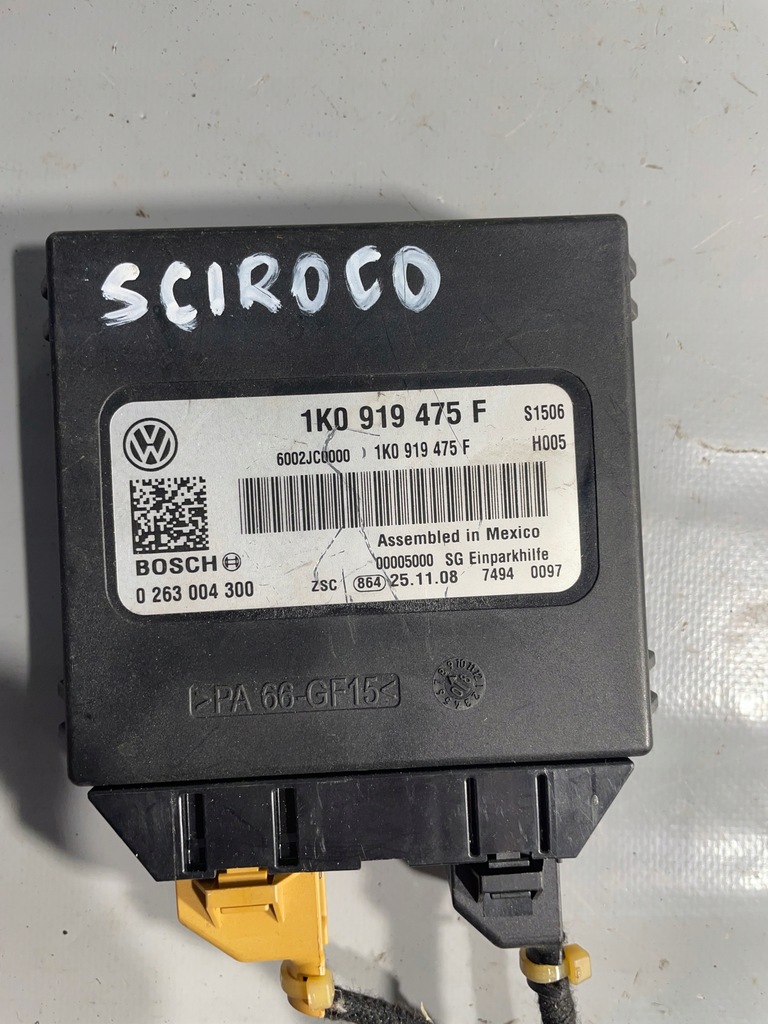 SCIROCO
1K0 919 475 F S1506
6002JC0000 ) 1K0 919 475 F H005
Assembled in Mexico
BOSCH 00005000 SG Einparkhilfe
0 263 004 300 ZSC 864 25.11.08 7494 0097
>PA 66-GF15<